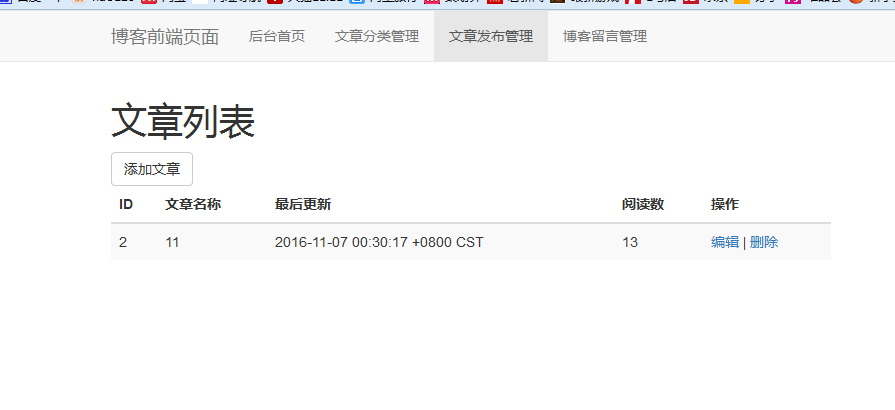 博客前端页面 后台首页 文章分类管理 文章发布管理 博客留言管理
文章列表
添加文章
ID 文章名称 最后更新 阅读数 操作
2 11 2016-11-07 00:30:17 +0800 CST 13 编辑 | 删除